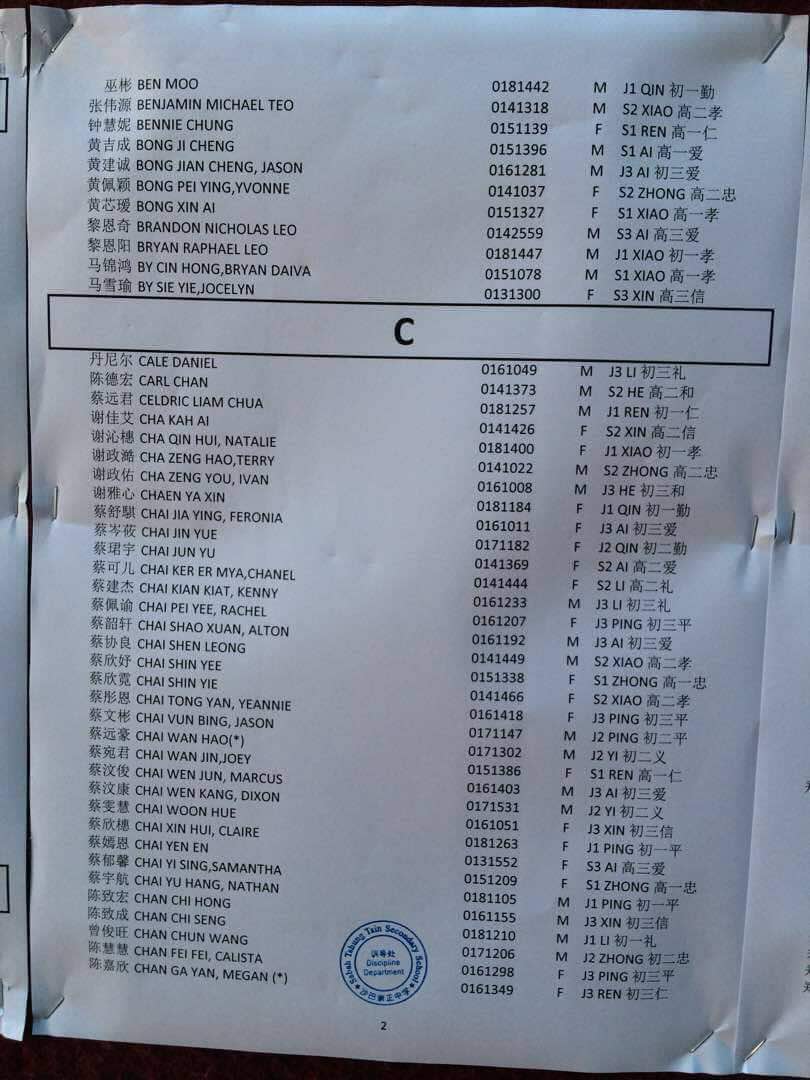 巫彬 BEN MOO 0181442 M J1 QIN 初一勤
张伟源 BENJAMIN MICHAEL TEO 0141318 M S2 XIAO 高二孝
钟慧妮 BENNIE CHUNG 0151139 F S1 REN 高一仁
黄吉成 BONG JI CHENG 0151396 M S1 AI 高一爱
黄建诚 BONG JIAN CHENG, JASON 0161281 M J3 AI 初三爱
黄佩颖 BONG PEI YING,YVONNE 0141037 F S2 ZHONG 高二忠
黄芯瑷 BONG XIN AI 0151327 F S1 XIAO 高一孝
黎恩奇 BRANDON NICHOLAS LEO 0142559 M S3 AI 高三爱
黎恩阳 BRYAN RAPHAEL LEO 0181447 M J1 XIAO 初一孝
马锦鸿 BY CIN HONG,BRYAN DAIVA 0151078 M S1 XIAO 高一孝
马雪瑜 BY SIE YIE,JOCELYN 0131300 F S3 XIN 高三信
C
丹尼尔 CALE DANIEL 0161049 M J3 LI 初三礼
陈德宏 CARL CHAN 0141373 M S2 HE 高二和
蔡远君 CELDRIC LIAM CHUA 0181257 M J1 REN 初一仁
谢佳艾 CHA KAH AI 0141426 F S2 XIN 高二信
谢沁橞 CHA QIN HUI, NATALIE 0181400 F J1 XIAO 初一孝
谢政澔 CHA ZENG HAO,TERRY 0141022 M S2 ZHONG 高二忠
谢政佑 CHA ZENG YOU, IVAN 0161008 M J3 HE 初三和
谢雅心 CHAEN YA XIN 0181184 F J1 QIN 初一勤
蔡舒騏 CHAI JIA YING, FERONIA 0161011 F J3 AI 初三爱
蔡岑莜 CHAI JIN YUE 0171182 F J2 QIN 初二勤
蔡珺宇 CHAI JUN YU 0141369 F S2 AI 高二爱
蔡可儿 CHAI KER ER MYA,CHANEL 0141444 F S2 LI 高二礼
蔡建杰 CHAI KIAN KIAT, KENNY 0161233 M J3 LI 初三礼
蔡佩谕 CHAI PEI YEE, RACHEL 0161207 F J3 PING 初三平
蔡韶轩 CHAI SHAO XUAN, ALTON 0161192 M J3 AI 初三爱
蔡协良 CHAI SHEN LEONG 0141449 M S2 XIAO 高二孝
蔡欣妤 CHAI SHIN YEE 0151338 F S1 ZHONG 高一忠
蔡欣霓 CHAI SHIN YIE 0141466 F S2 XIAO 高二孝
蔡彤恩 CHAI TONG YAN, YEANNIE 0161418 F J3 PING 初三平
蔡文彬 CHAI VUN BING, JASON 0171147 M J2 PING 初二平
蔡远豪 CHAI WAN HAO(*) 0171302 M J2 YI 初二义
蔡宛君 CHAI WAN JIN,JOEY 0151386 F S1 REN 高一仁
蔡汶俊 CHAI WEN JUN, MARCUS 0161403 M J3 AI 初三爱
蔡汶康 CHAI WEN KANG, DIXON 0171531 M J2 YI 初二义
蔡雯慧 CHAI WOON HUE 0161051 F J3 XIN 初三信
蔡欣橞 CHAI XIN HUI, CLAIRE 0181263 F J1 PING 初一平
蔡嫣恩 CHAI YEN EN 0131552 F S3 AI 高三爱
蔡郁馨 CHAI YI SING,SAMANTHA 0151209 F S1 ZHONG 高一忠
蔡宇航 CHAI YU HANG, NATHAN 0181105 M J1 PING 初一平
陈致宏 CHAN CHI HONG 0161155 M J3 XIN 初三信
陈致成 CHAN CHI SENG 0181210 M J1 LI 初一礼
曾俊旺 CHAN CHUN WANG 0171206 M J2 ZHONG 初二忠
陈慧慧 CHAN FEI FEI, CALISTA 0161298 F J3 PING 初三平
陈嘉欣 CHAN GA YAN, MEGAN (*) 0161349 F J3 REN 初三仁
Sabah Tshung Tsin Secondary School
训导处
Discipline
Department
沙巴崇正中学
2